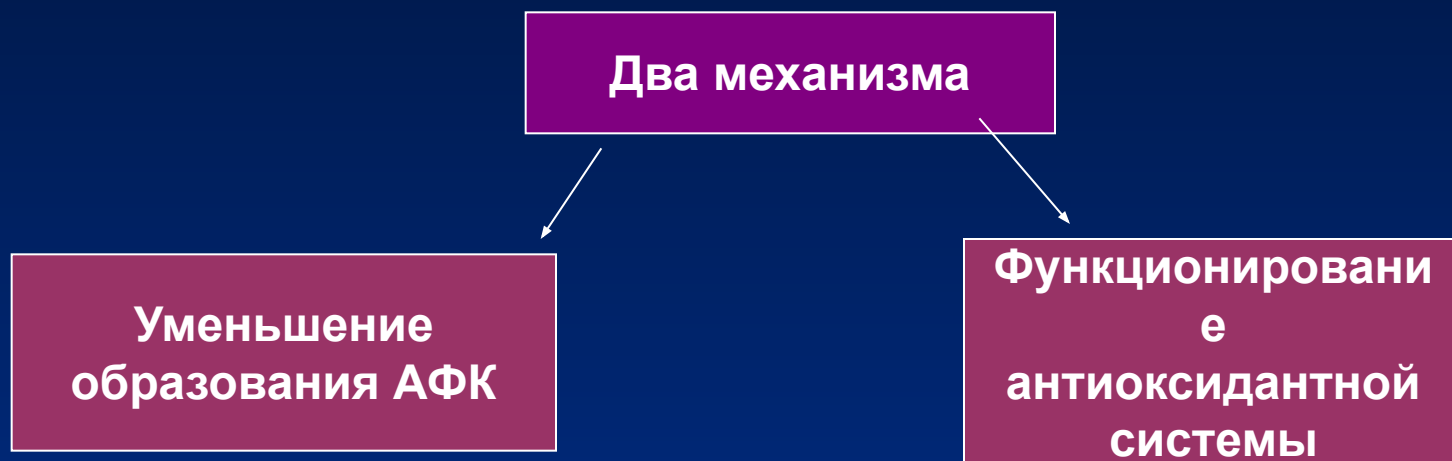 Два механизма
Уменьшение
образования АФК
Функционировани
е
антиоксидантной
системы